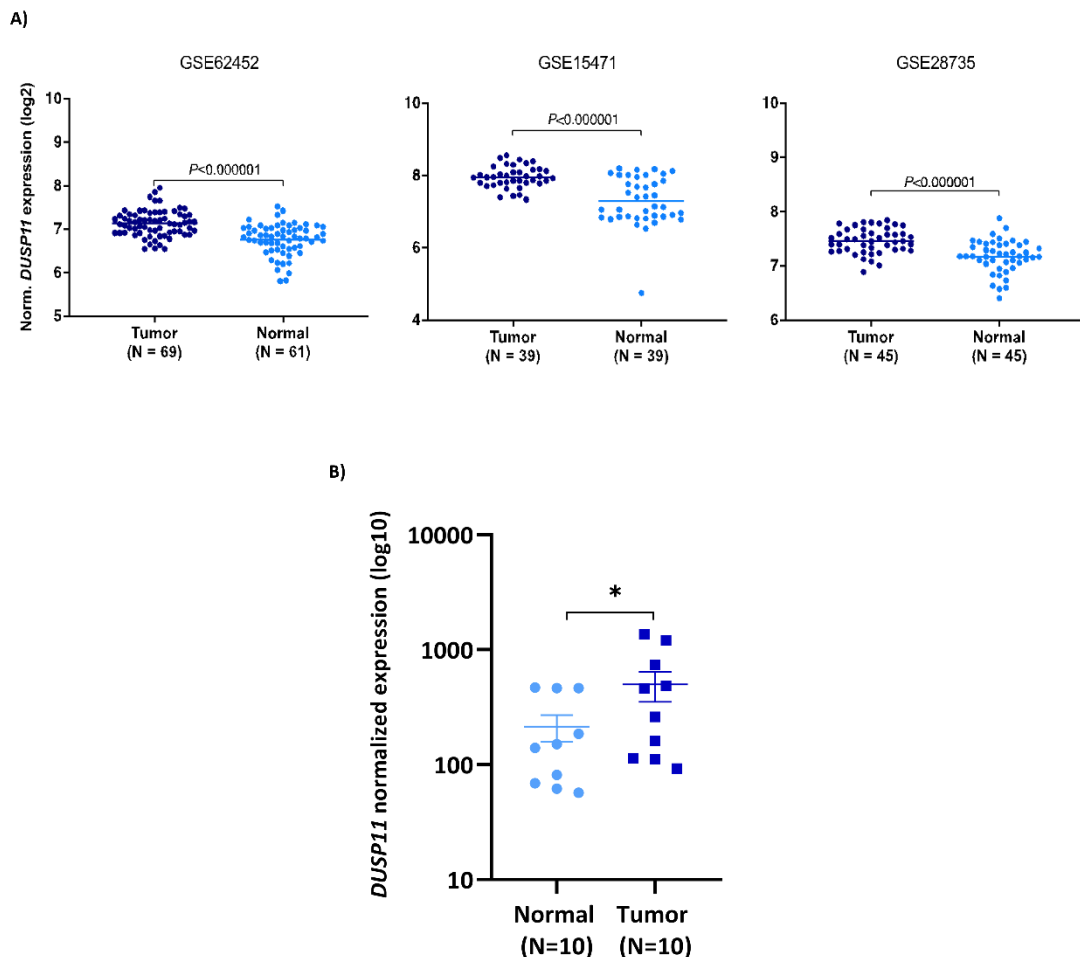 A)
GSE62452
GSE15471
GSE28735
Norm. DUSP11 expression (log2)
10
9
8
7
6
5
P<0.000001
Tumor
(N = 69)
Normal
(N = 61)
10
8
6
4
P<0.000001
Tumor
(N = 39)
Normal
(N = 39)
10
9
8
7
6
P<0.000001
Tumor
(N = 45)
Normal
(N = 45)
B)
DUSP11 normalized expression (log10)
10000
1000
100
10
*
Normal
(N=10)
Tumor
(N=10)